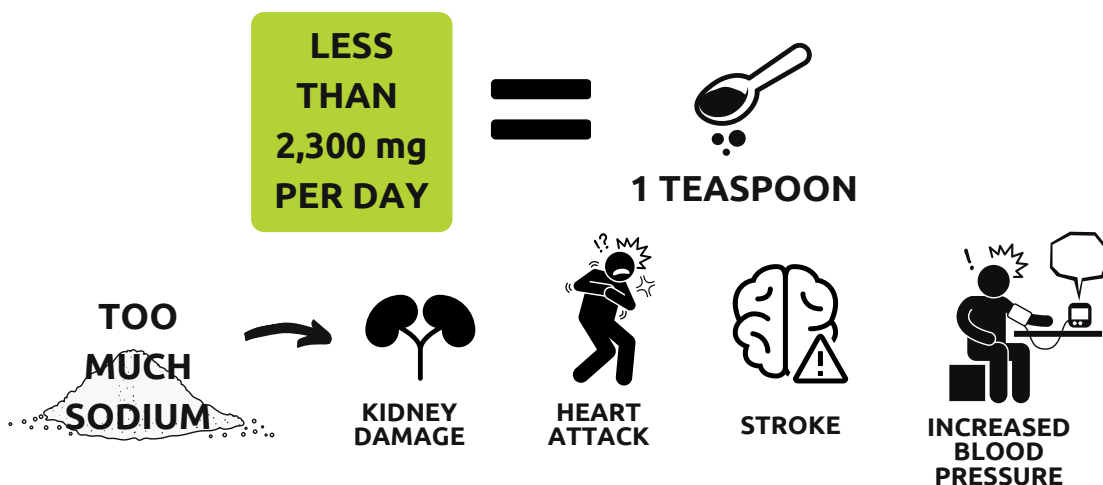 LESS
THAN
2,300 mg
PER DAY
1 TEASPOON
!?
!
TOO
MUCH
SODIUM
KIDNEY
DAMAGE
HEART
ATTACK
STROKE
!
INCREASED
BLOOD
PRESSURE